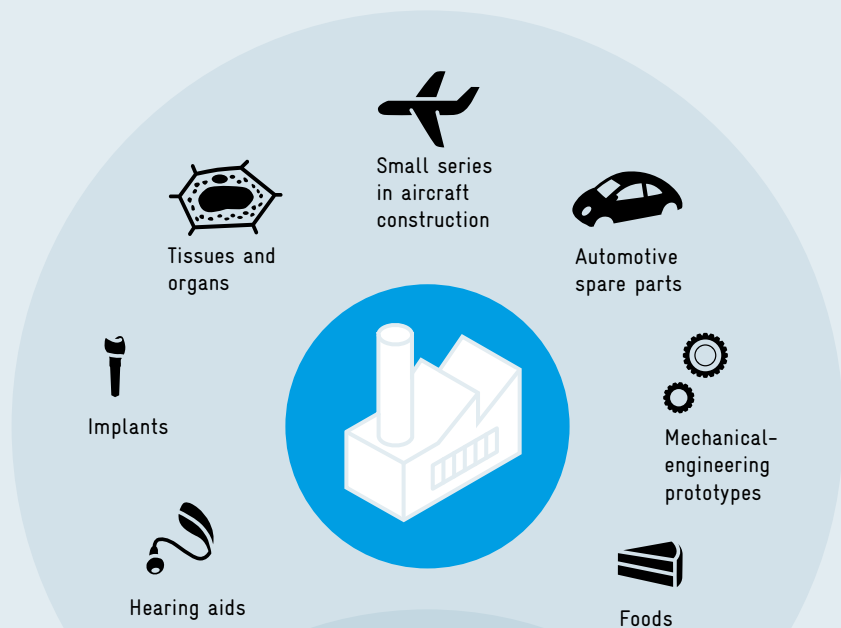 Small series
in aircraft
construction
Tissues and
organs
Automotive
spare parts
Implants
Mechanical-
engineering
prototypes
Hearing aids
Foods